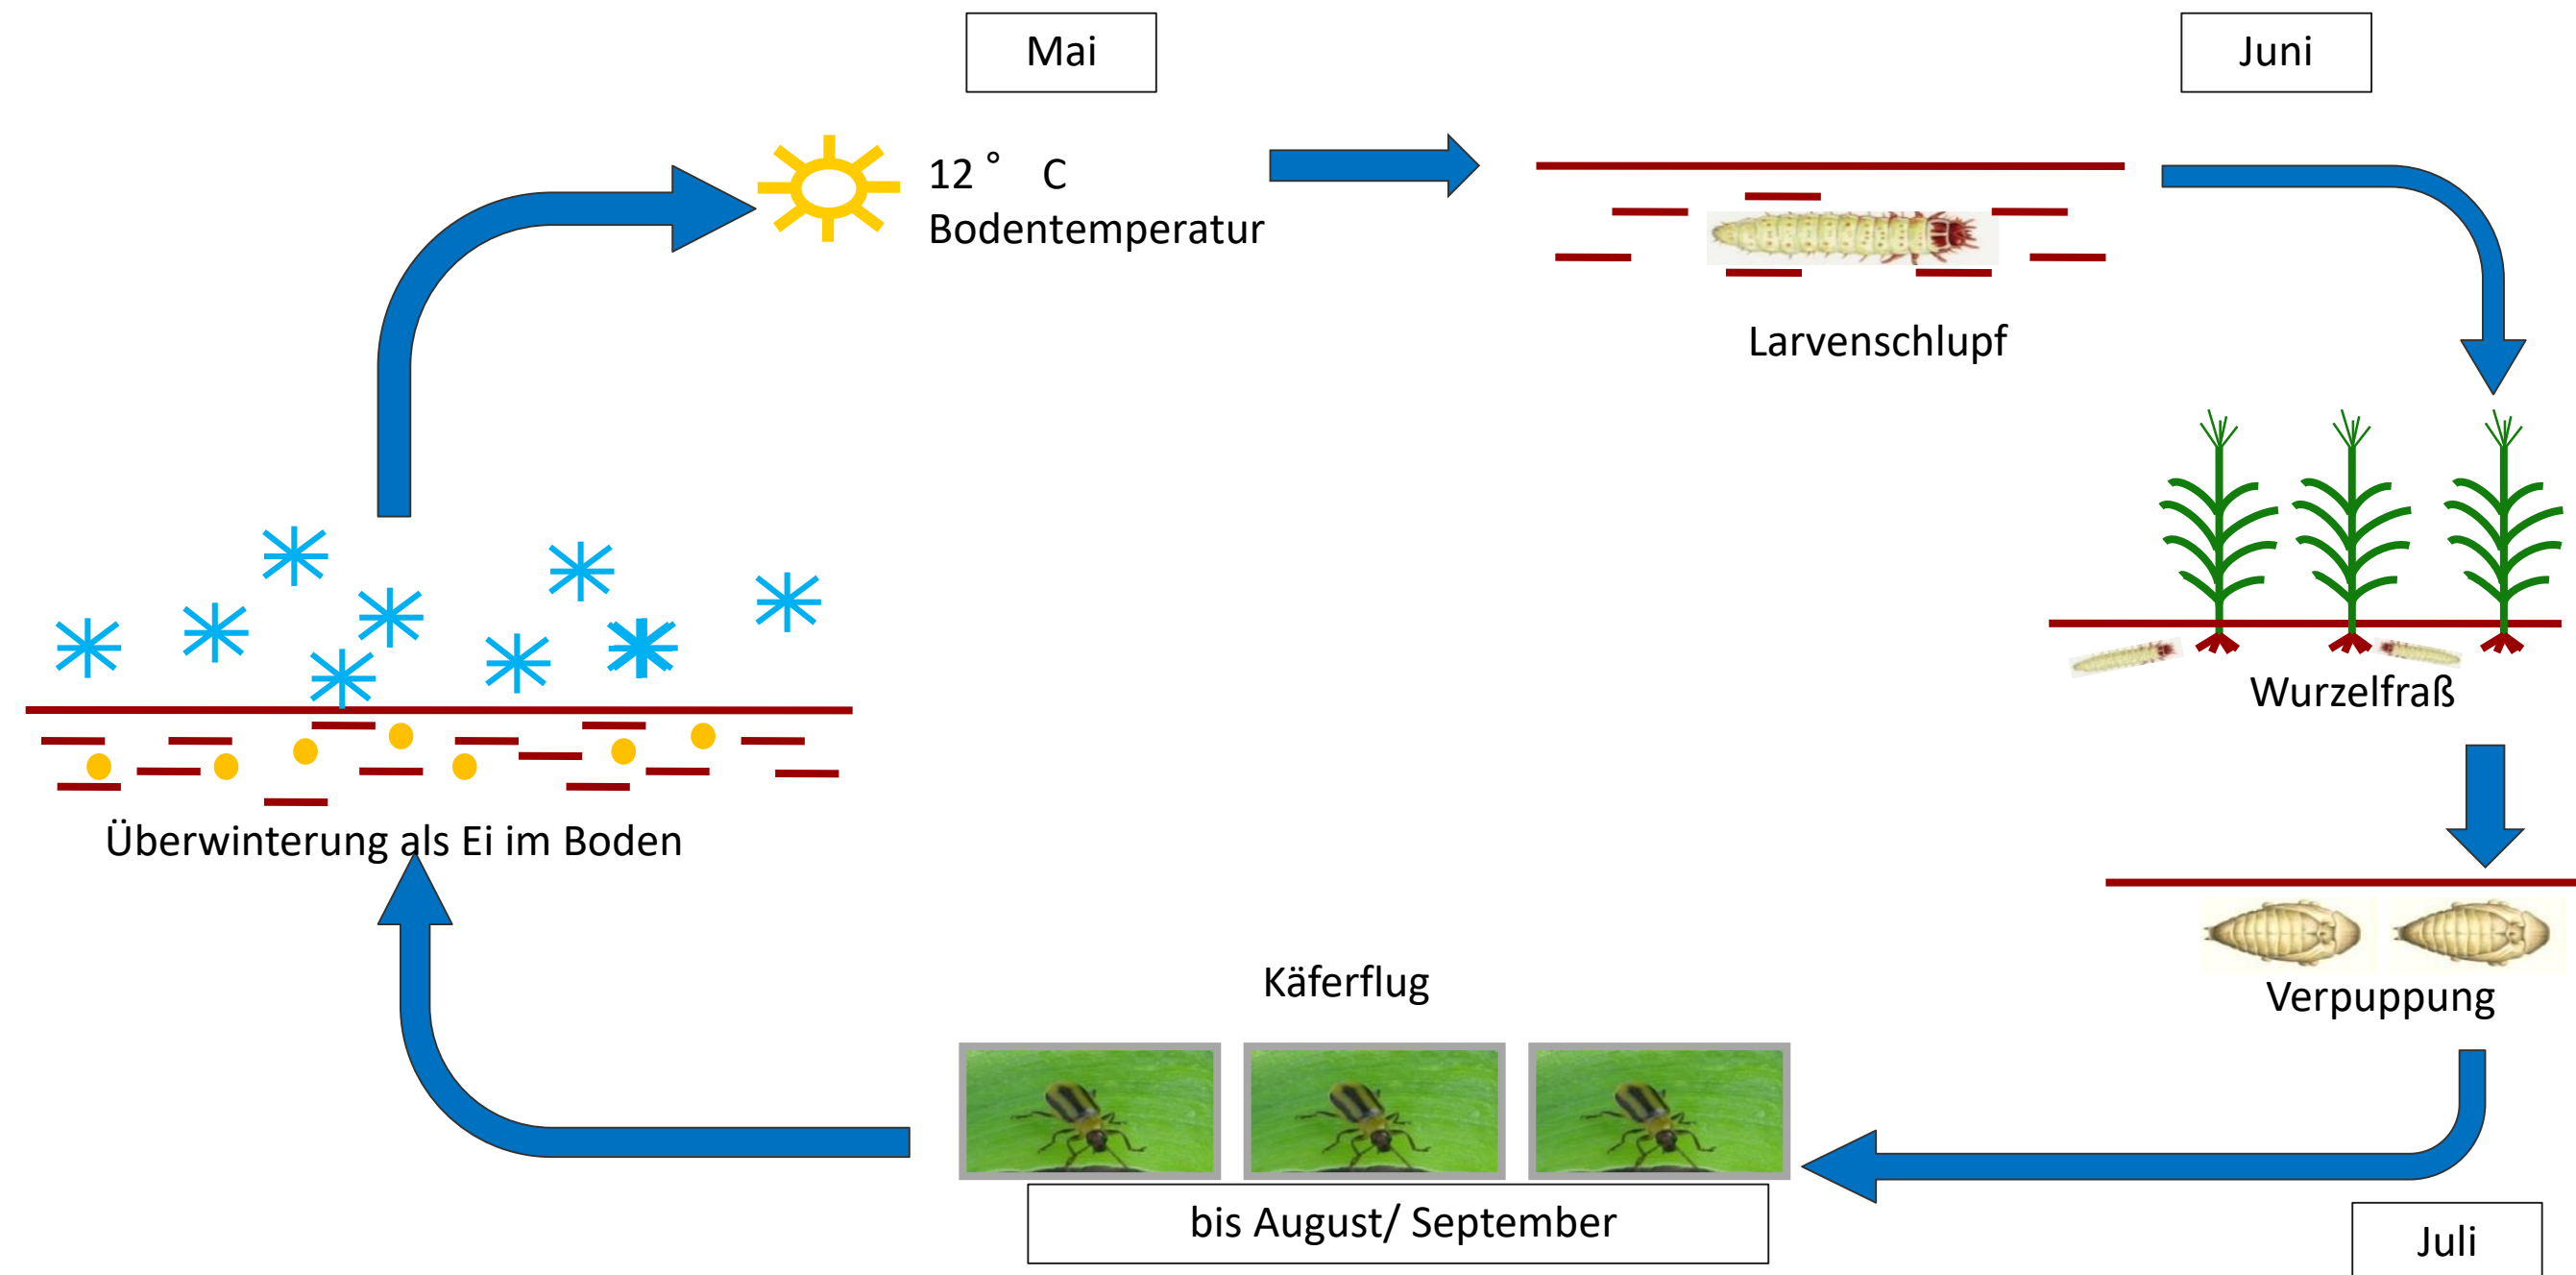 Mai
Juni
12 ° C
Bodentemperatur
Larvenschlupf
Wurzelfraß
Überwinterung als Ei im Boden
Käferflug
Verpuppung
bis August/ September
Juli